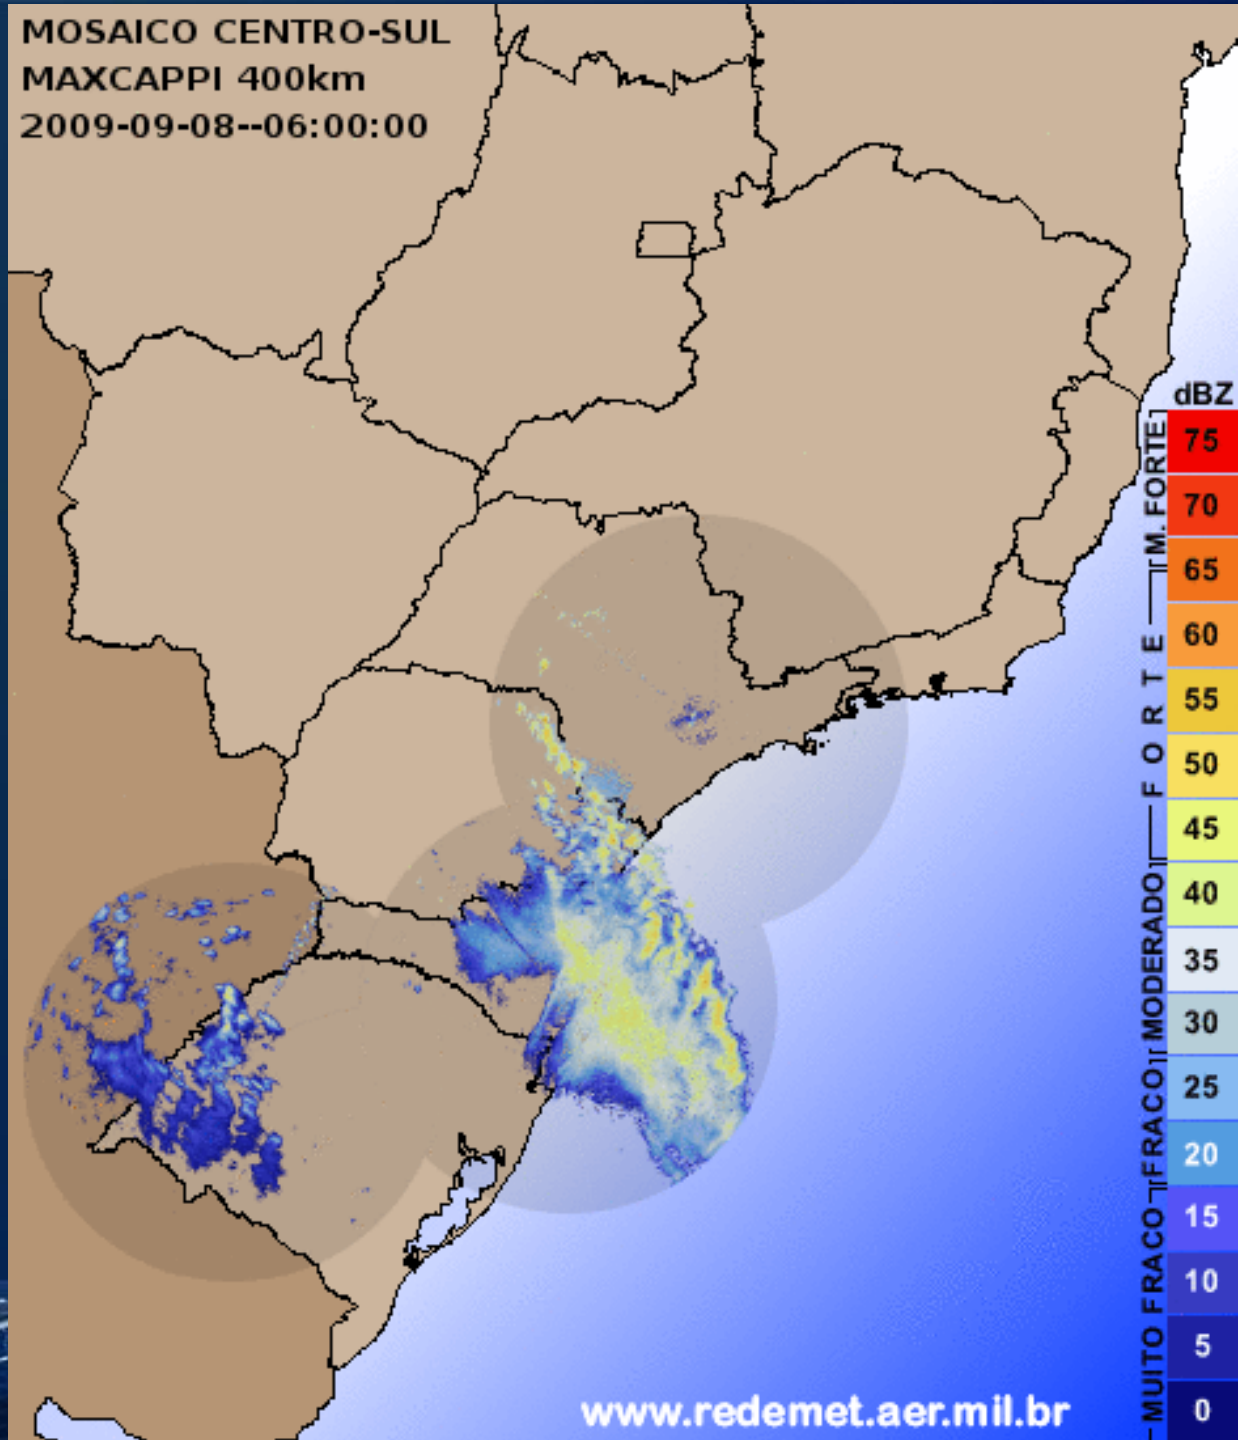 MOSAICO CENTRO-SUL
MAXCAPPI 400km
2009-09-08--06:00:00
dBZ
75
70
65
60
55
50
45
40
35
30
25
20
15
10
5
0
M. FORTE
FORTE
MODERADO
FRACO
MUITO FRACO
www.redemet.aer.mil.br